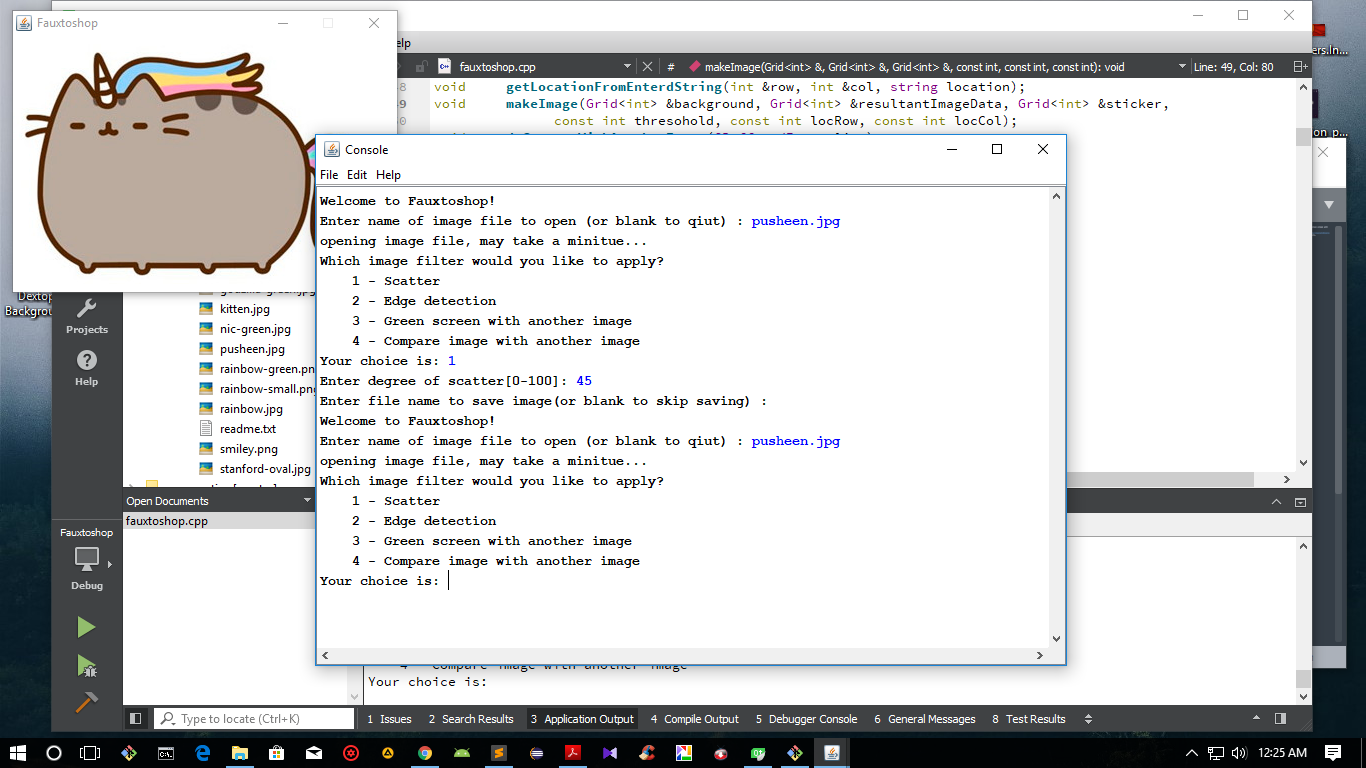 Fauxtoshop
elp
fauxtoshop.cpp
#
makeImage(Grid<int> &, Grid<int> &, Grid<int> &, const int, const int, const int): void
Line: 49, Col: 80
void getLocationFromEnterdString(int &row, int &col, string location);
void makeImage(Grid<int> &background, Grid<int> &resultantImageData, Grid<int> &sticker,
const int thresohold, const int locRow, const int locCol);
Console
File Edit Help
Welcome to Fauxtoshop!
Enter name of image file to open (or blank to qiut) : pusheen.jpg
opening image file, may take a minitue...
Which image filter would you like to apply?
1 - Scatter
2 - Edge detection
3 - Green screen with another image
4 - Compare image with another image
Your choice is: 1
Enter degree of scatter[0-100]: 45
Enter file name to save image(or blank to skip saving) :
Welcome to Fauxtoshop!
Enter name of image file to open (or blank to qiut) : pusheen.jpg
opening image file, may take a minitue...
Which image filter would you like to apply?
1 - Scatter
2 - Edge detection
3 - Green screen with another image
4 - Compare image with another image
Your choice is:
Projects
Help
Fauxtoshop
Debug
kitten.jpg
nic-green.jpg
pusheen.jpg
rainbow-green.pn
rainbow-small.png
rainbow.jpg
readme.txt
smiley.png
stanford-oval.jpg
Open Documents
fauxtoshop.cpp
Your choice is:
Type to locate (Ctrl+K)
1 Issues
2 Search Results
3 Application Output
4 Compile Output
5 Debugger Console
6 General Messages
8 Test Results
12:25 AM